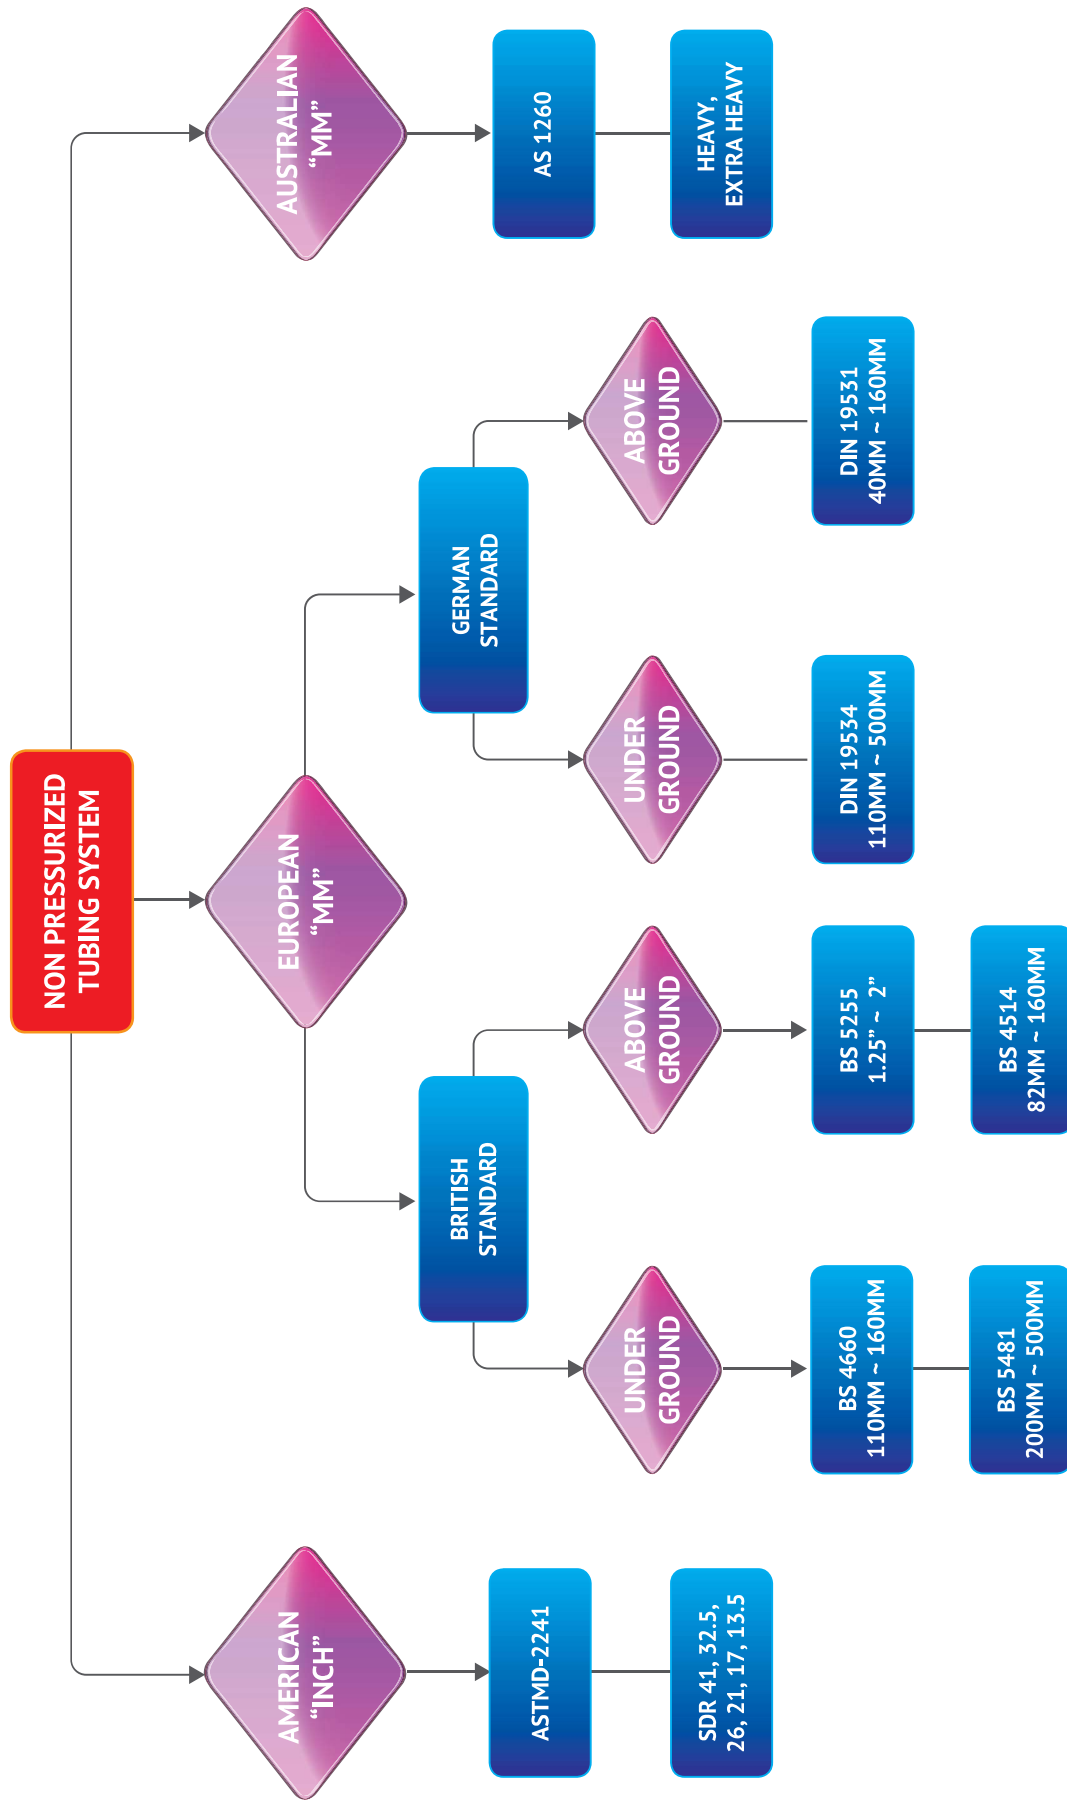 NON PRESSURIZED
TUBING SYSTEM
AMERICAN
“INCH”
EUROPEAN
“MM”
AUSTRALIAN
“MM”
BRITISH
STANDARD
GERMAN
STANDARD
ASTMD-2241
AS 1260
UNDER
GROUND
ABOVE
GROUND
UNDER
GROUND
ABOVE
GROUND
SDR 41, 32.5,
26, 21, 17, 13.5
HEAVY,
EXTRA HEAVY
BS 4660
110MM ~ 160MM
BS 5255
1.25” ~ 2”
DIN 19534
110MM ~ 500MM
DIN 19531
40MM ~ 160MM
BS 5481
200MM ~ 500MM
BS 4514
82MM ~ 160MM